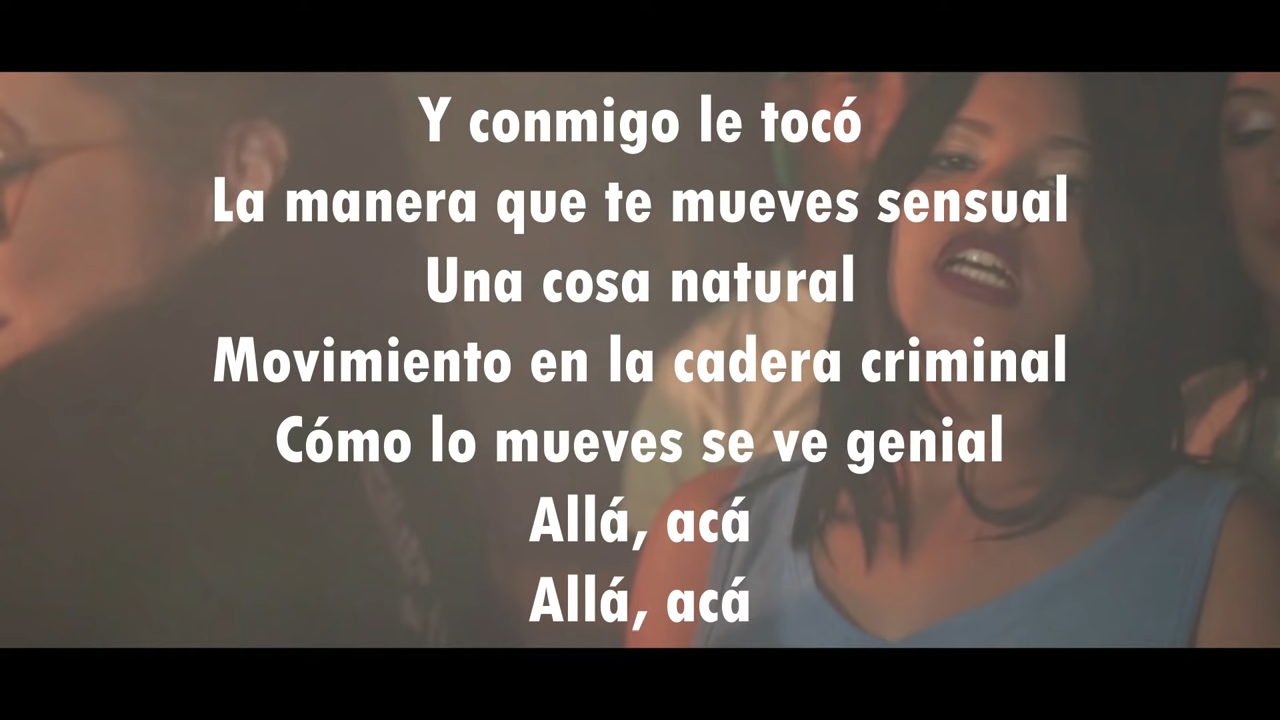 Y conmigo le tocó
La manera que te mueves sensual
Una cosa natural
Movimiento en la cadera criminal
Cómo lo mueves se ve genial
Allá, acá
Allá, acá